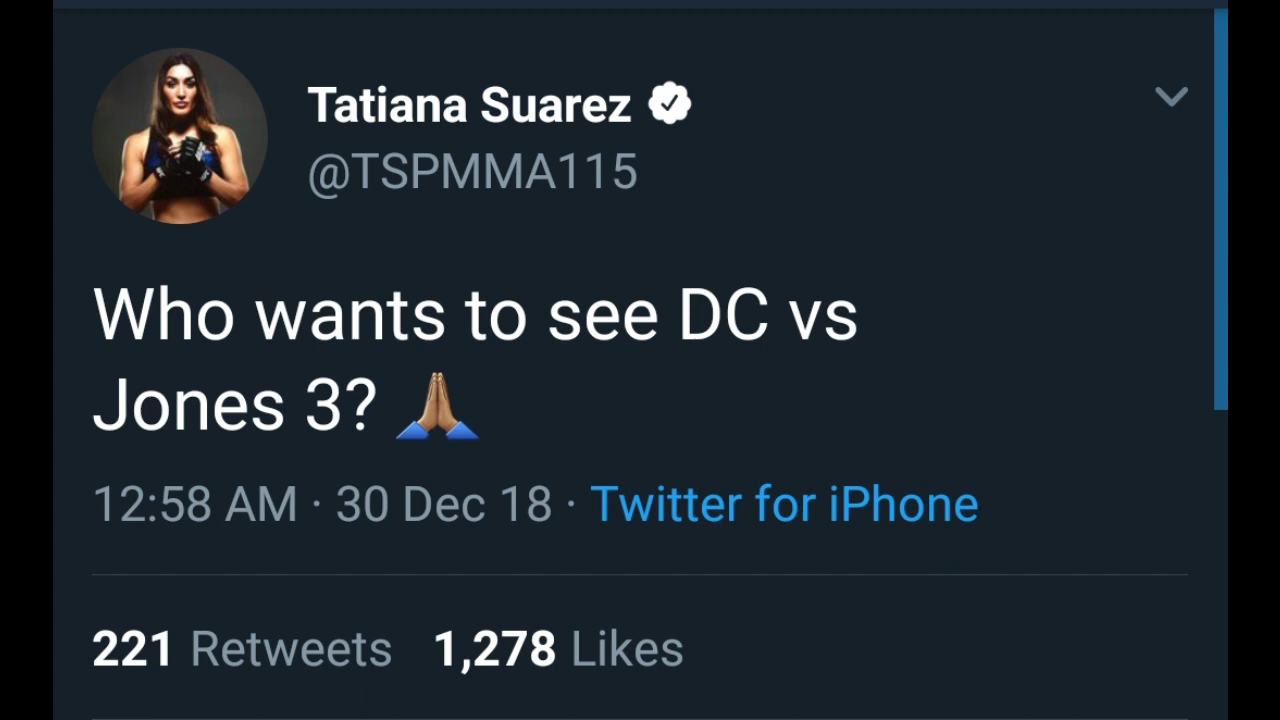 Tatiana Suarez
@TSPMMA115
Who wants to see DC vs
Jones 3? 🙏🏽
12:58 AM · 30 Dec 18 · Twitter for iPhone
221 Retweets 1,278 Likes